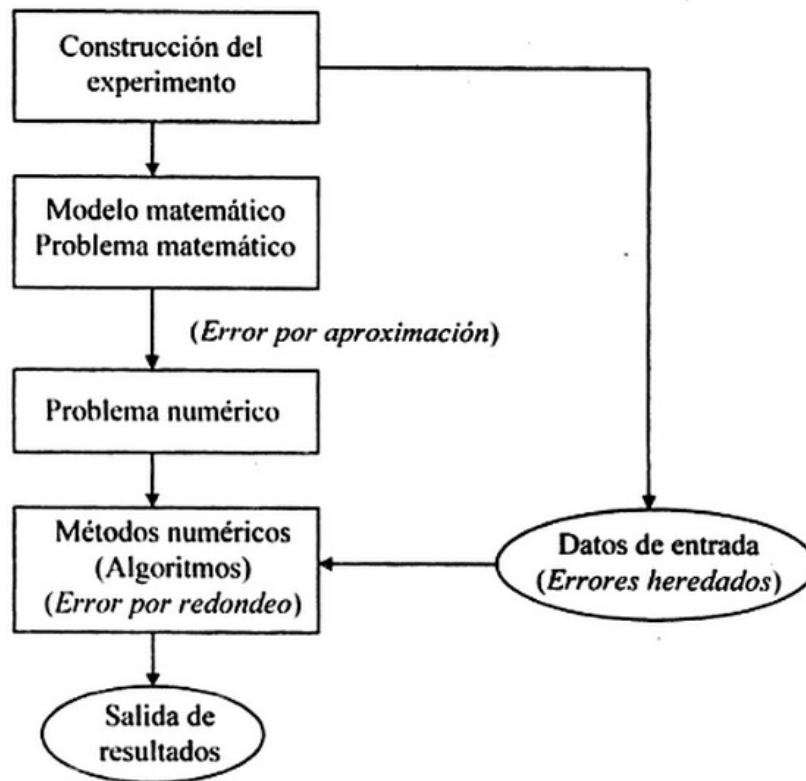 Construcción del
experimento
Modelo matemático
Problema matemático
(Error por aproximación)
Problema numérico
Métodos numéricos
(Algoritmos)
(Error por redondeo)
Datos de entrada
(Errores heredados)
Salida de
resultados